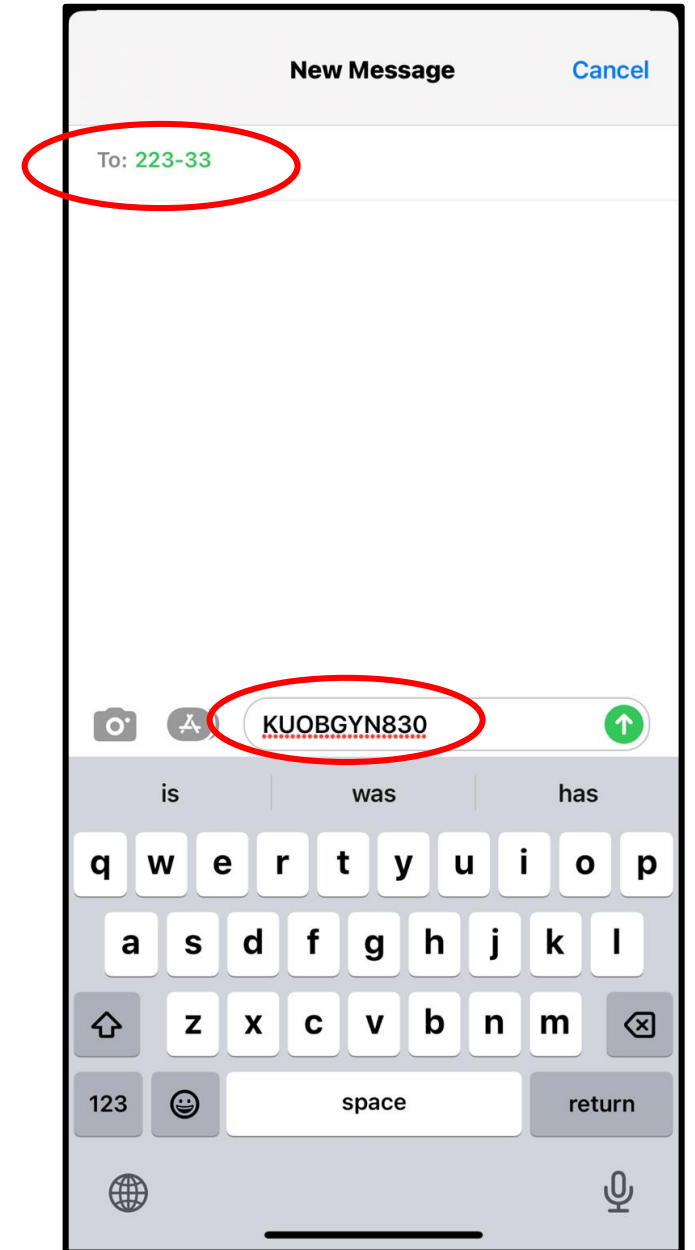 New Message Cancel
To: 223-33
KUOBGYN830
is was has
q w e r t y u i o p
a s d f g h j k l
z x c v b n m
123 space return